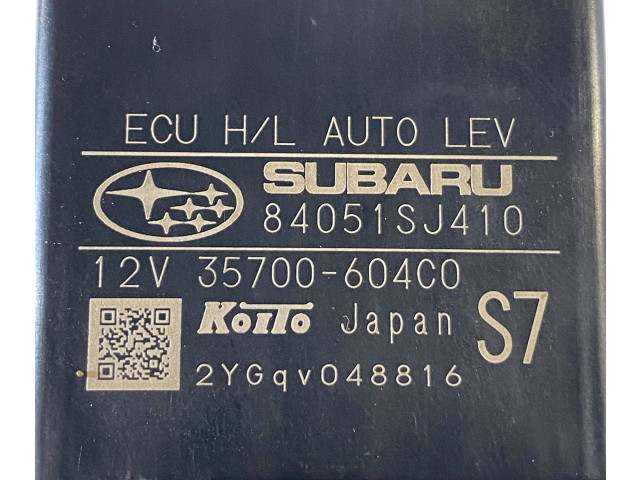 ECU H/L AUTO LEV
SUBARU
84051SJ410
12V 35700-604C0
KOITO Japan S7
2YGqv048816